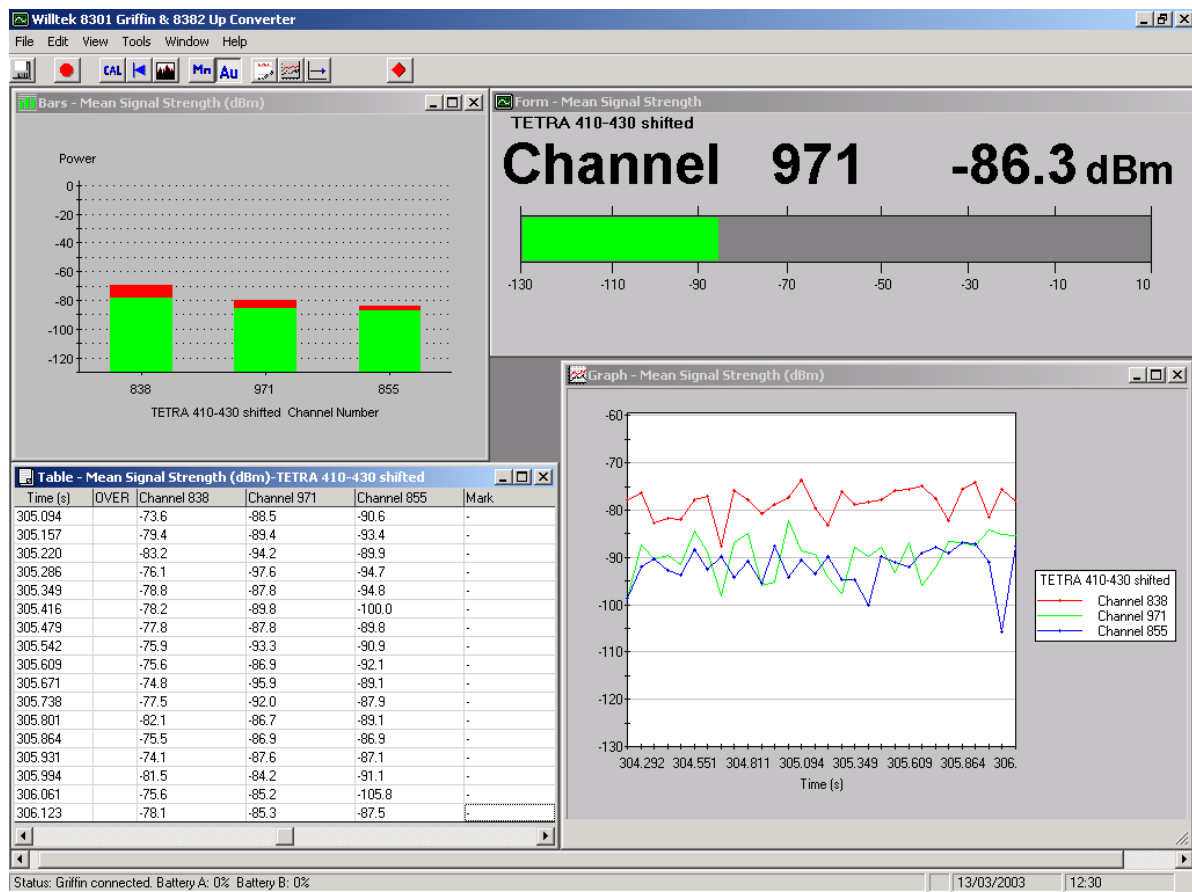 Willtek 8301 Griffin & 8382 Up Converter
File Edit View Tools Window Help
CAL Mn Au
Bars - Mean Signal Strength (dBm)
Power
0
-20
-40
-60
-80
-100
-120
838 971 855
TETRA 410-430 shifted Channel Number
Form - Mean Signal Strength
TETRA 410-430 shifted
Channel 971 -86.3 dBm
-130 -110 -90 -70 -50 -30 -10 10
Table - Mean Signal Strength (dBm)-TETRA 410-430 shifted
Time (s) OVER Channel 838 Channel 971 Channel 855 Mark
305.094 -73.6 -88.5 -90.6 -
305.157 -79.4 -89.4 -93.4 -
305.220 -83.2 -94.2 -89.9 -
305.286 -76.1 -97.6 -94.7 -
305.349 -78.8 -87.8 -94.8 -
305.416 -78.2 -89.8 -100.0 -
305.479 -77.8 -87.8 -89.8 -
305.542 -75.9 -93.3 -90.9 -
305.609 -75.6 -86.9 -92.1 -
305.671 -74.8 -95.9 -89.1 -
305.738 -77.5 -92.0 -87.9 -
305.801 -82.1 -86.7 -89.1 -
305.864 -75.5 -86.9 -86.9 -
305.931 -74.1 -87.6 -87.1 -
305.994 -81.5 -84.2 -91.1 -
306.061 -75.6 -85.2 -105.8 -
306.123 -78.1 -85.3 -87.5 -
Graph - Mean Signal Strength (dBm)
-60
-70
-80
-90
-100
-110
-120
-130
304.292 304.551 304.811 305.094 305.349 305.609 305.864 306.
Time (s)
TETRA 410-430 shifted
Channel 838
Channel 971
Channel 855
Status: Griffin connected. Battery A: 0% Battery B: 0%
13/03/2003 12:30